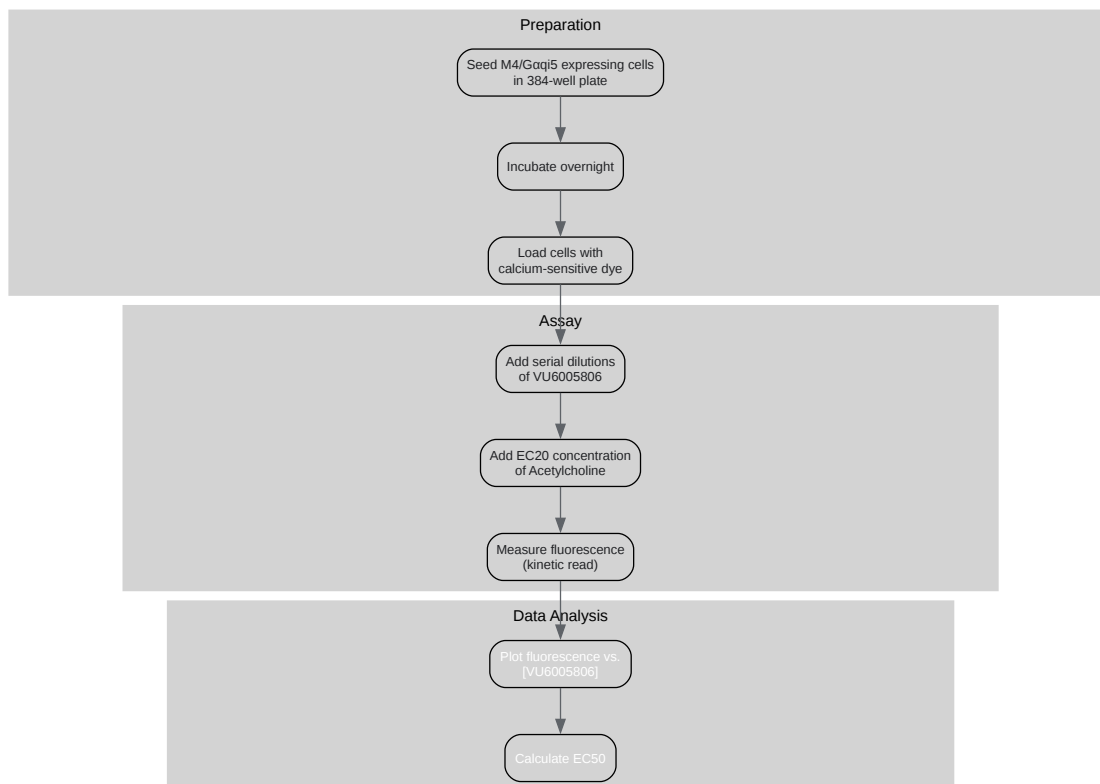 Preparation
Seed M4/Gαqi5 expressing cells
in 384-well plate
Incubate overnight
Load cells with
calcium-sensitive dye
Assay
Add serial dilutions
of VU6005806
Add EC20 concentration
of Acetylcholine
Measure fluorescence
(kinetic read)
Data Analysis
Plot fluorescence vs.
[VU6005806]
Calculate EC50